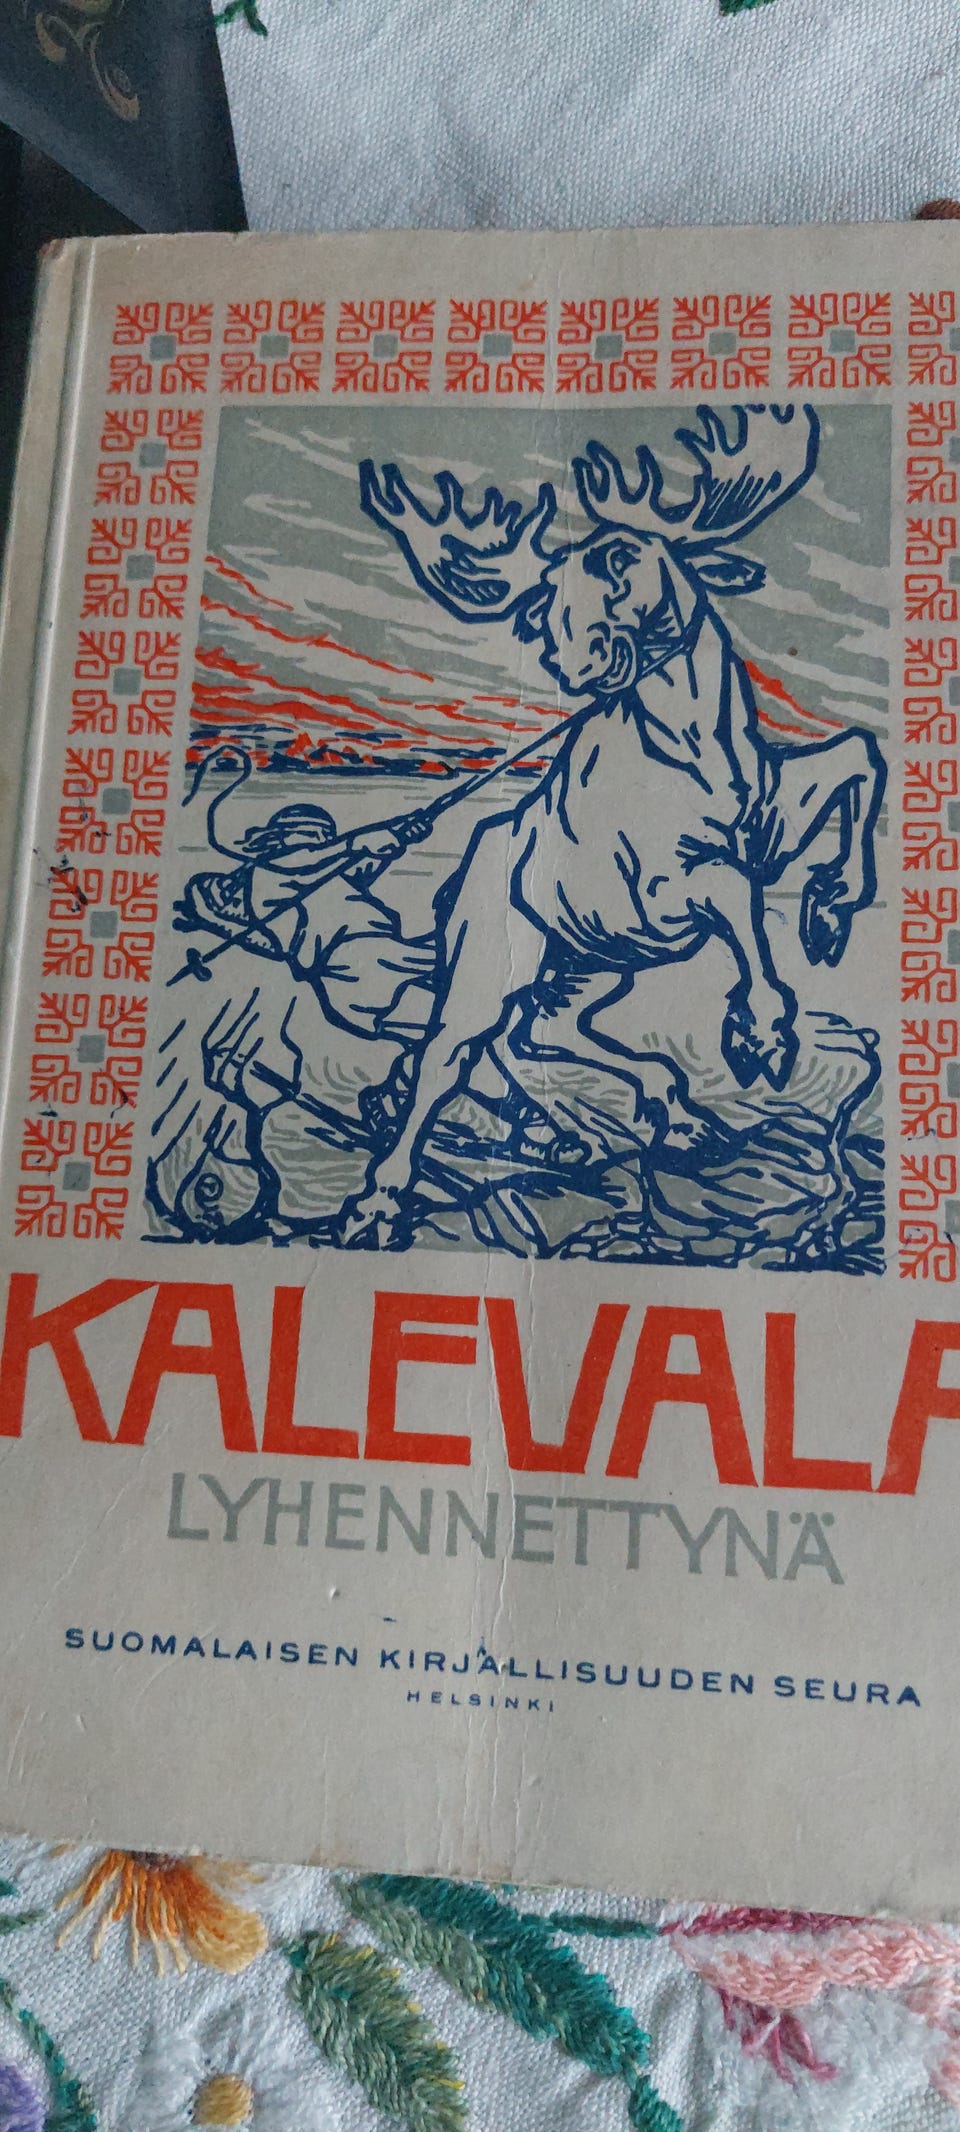 KALEVALA
LYHENNETTYNÄ
SUOMALAISEN KIRJALLISUUDEN SEURA
HELSINKI